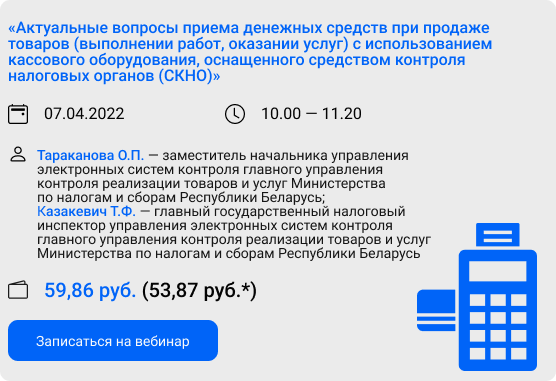 «Актуальные вопросы приема денежных средств при продаже
товаров (выполнении работ, оказании услуг) с использованием
кассового оборудования, оснащенного средством контроля
налоговых органов (СКНО)»
07.04.2022
10.00 — 11.20
Тараканова О.П. — заместитель начальника управления
электронных систем контроля главного управления
контроля реализации товаров и услуг Министерства
по налогам и сборам Республики Беларусь;
Казакевич Т.Ф. — главный государственный налоговый
инспектор управления электронных систем контроля
главного управления контроля реализации товаров и услуг
Министерства по налогам и сборам Республики Беларусь
59,86 руб. (53,87 руб.*)
Записаться на вебинар